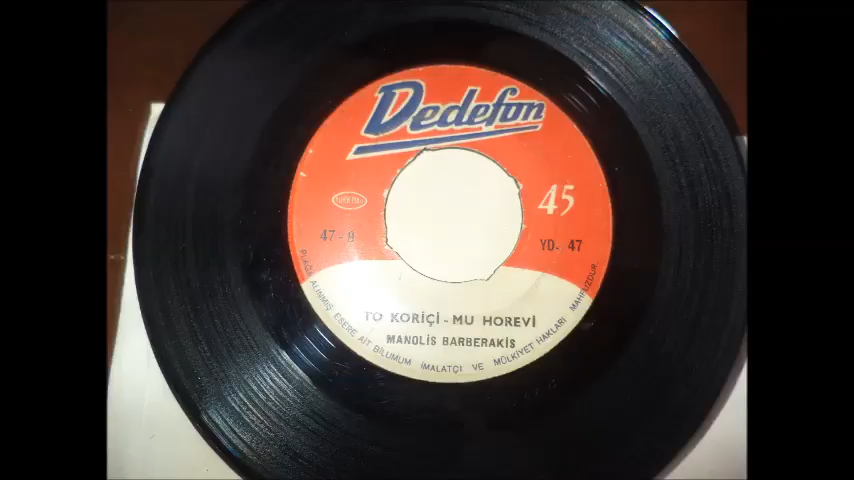 Dedefon
45
47-B
YD- 47
TO KORİÇİ - MU HOREVİ
MANOLİS BARBERAKİS
PLAĞA ALINMIŞ ESERE AİT BİLUMUM İMALATÇI VE MÜLKİYET HAKLARI MAHFUZDUR.